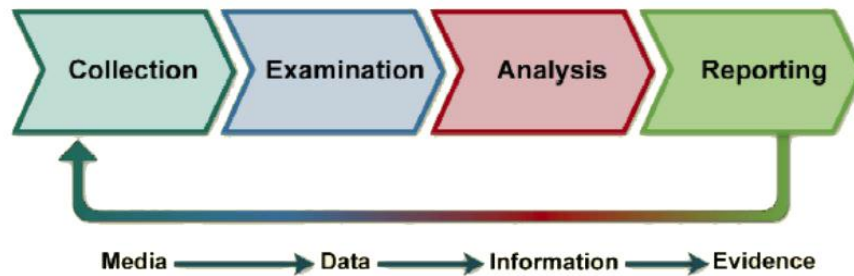 Collection Examination Analysis Reporting
Media Data Information Evidence